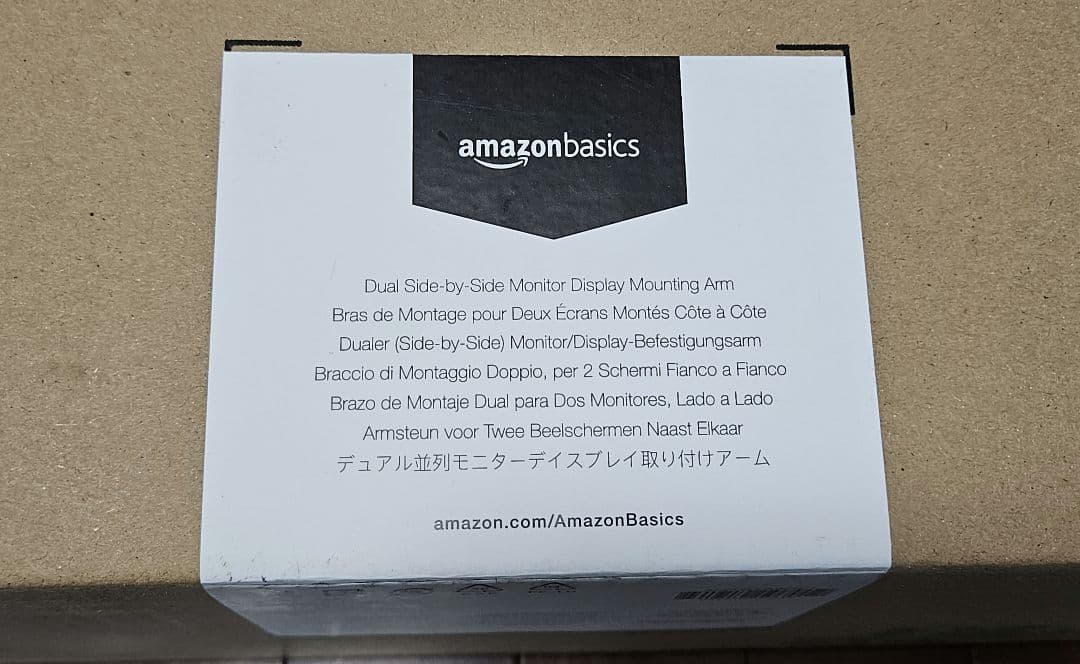 amazonbasics
Dual Side-by-Side Monitor Display Mounting Arm
Bras de Montage pour Deux Écrans Montés Côte à Côte
Dualer (Side-by-Side) Monitor/Display-Befestigungsarm
Braccio di Montaggio Doppio, per 2 Schermi Fianco a Fianco
Brazo de Montaje Dual para Dos Monitores, Lado a Lado
Armsteun voor Twee Beelschermen Naast Elkaar
デュアル並列モニターデイスプレイ取り付けアーム
amazon.com/AmazonBasics